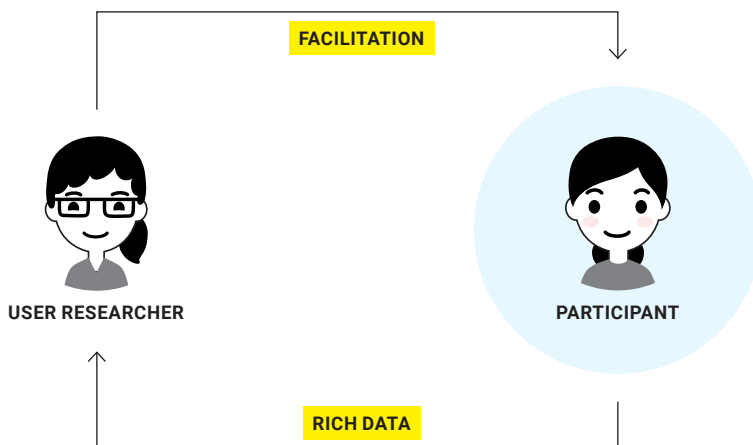 FACILITATION
USER RESEARCHER
PARTICIPANT
RICH DATA